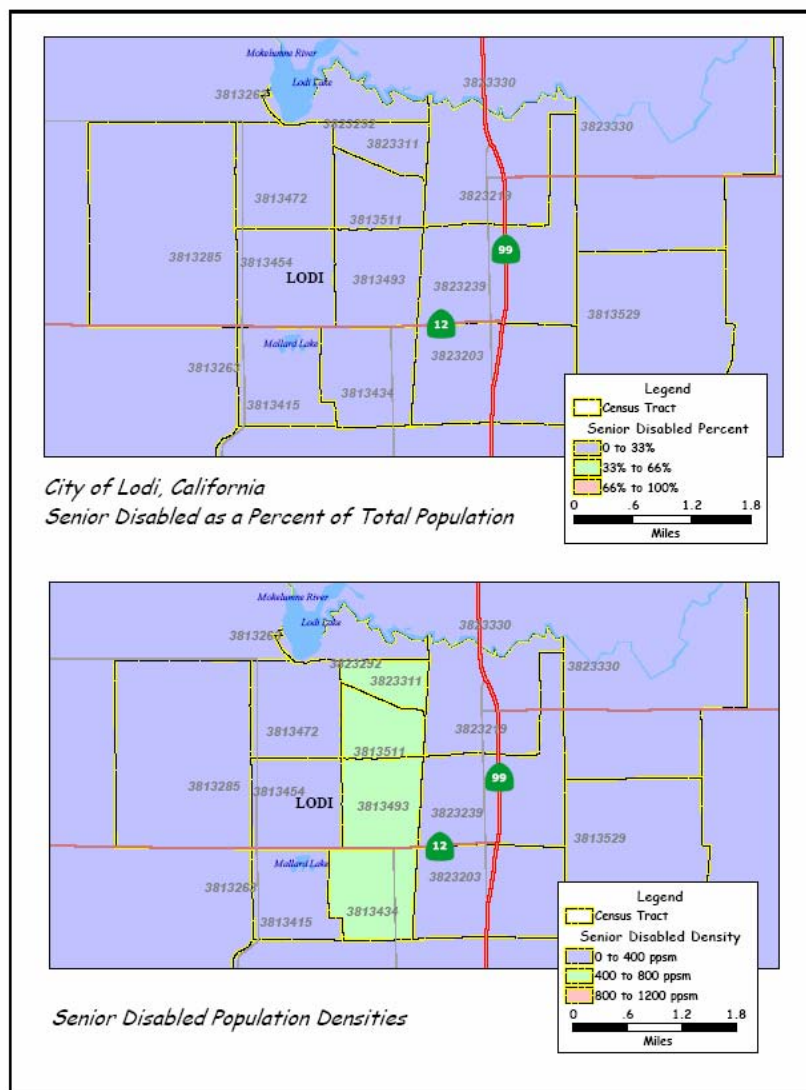 Mokelumne River
Lodi Lake
3823330
3823292
3823311
3823330
3813472
3823219
3813511
99
3813285
3813454
LODI
3813493
3823239
3813529
12
Mallard Lake
3823203
3813263
3813434
3813415
Legend
Census Tract
Senior Disabled Percent
0 to 33%
33% to 66%
66% to 100%
0 .6 1.2 1.8
Miles
City of Lodi, California
Senior Disabled as a Percent of Total Population
Mokelumne River
Lodi Lake
3823330
3823292
3823330
3823311
3813472
3823219
3813511
99
3813285
3813454
LODI
3813493
3823239
12
3813529
Mallard Lake
3823203
3813263
3813434
3813415
Legend
Census Tract
Senior Disabled Density
0 to 400 ppsm
400 to 800 ppsm
800 to 1200 ppsm
0 .6 1.2 1.8
Miles
Senior Disabled Population Densities